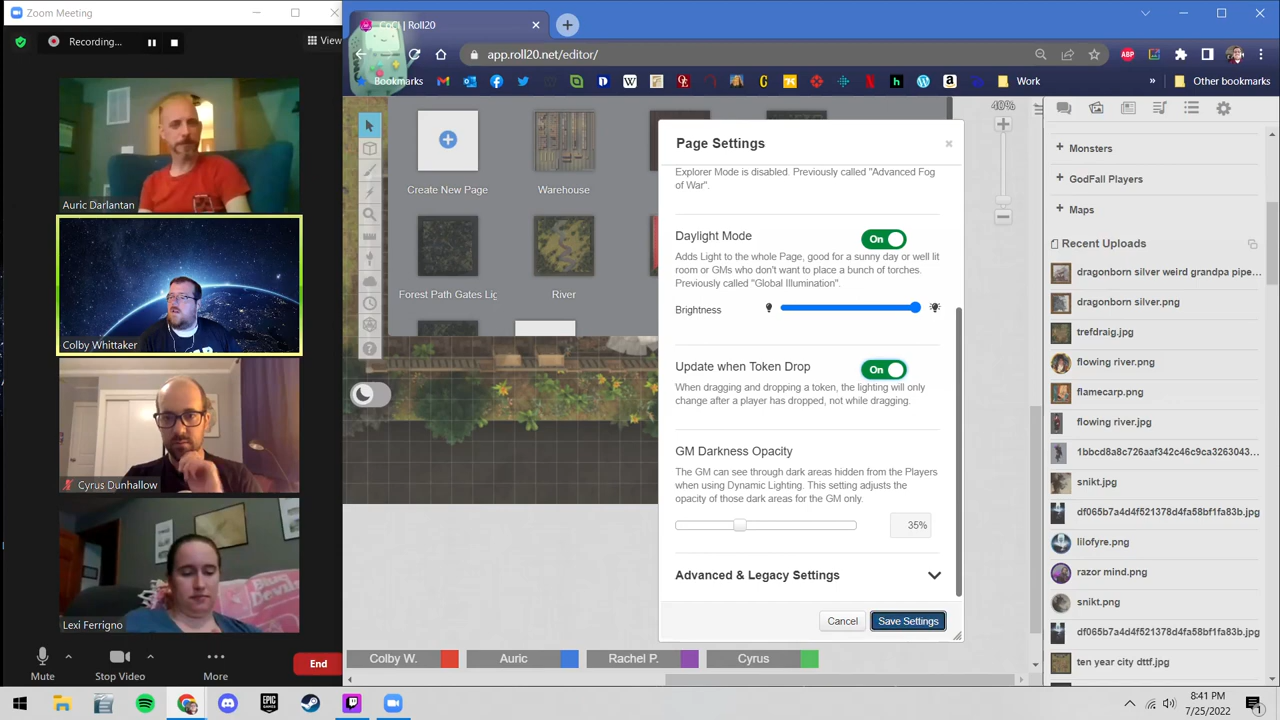 Zoom Meeting
Recording...
View
Auric Darlantan
Colby Whittaker
Cyrus Dunhallow
Lexi Ferrigno
Mute
Stop Video
More
End
| Roll20
app.roll20.net/editor/
Bookmarks
Work
»
Other bookmarks
Create New Page
Warehouse
Forest Path Gates Lig
River
40%
Page Settings
Explorer Mode is disabled. Previously called "Advanced Fog
of War".
Daylight Mode
On
Adds Light to the whole Page, good for a sunny day or well lit
room or GMs who don't want to place a bunch of torches.
Previously called "Global Illumination".
Brightness
Update when Token Drop
On
When dragging and dropping a token, the lighting will only
change after a player has dropped, not while dragging.
GM Darkness Opacity
The GM can see through dark areas hidden from the Players
when using Dynamic Lighting. This setting adjusts the
opacity of those dark areas for the GM only.
35%
Advanced & Legacy Settings
Cancel
Save Settings
Monsters
GodFall Players
Maps
Recent Uploads
dragonborn silver weird grandpa pipe...
dragonborn silver.png
trefdraig.jpg
flowing river.png
flamecarp.png
flowing river.jpg
1bbcd8a8c726aaf342c46c3a3263043...
snikt.jpg
df065b7a4d4f521378d4fa58bf1fa83b.jpg
lilofyre.png
razor mind.png
snikt.png
df065b7a4d4f521378d4fa58bf1fa83b.jpg
ten year city dttf.jpg
Colby W.
Auric
Rachel P.
Cyrus
8:41 PM
7/25/2022